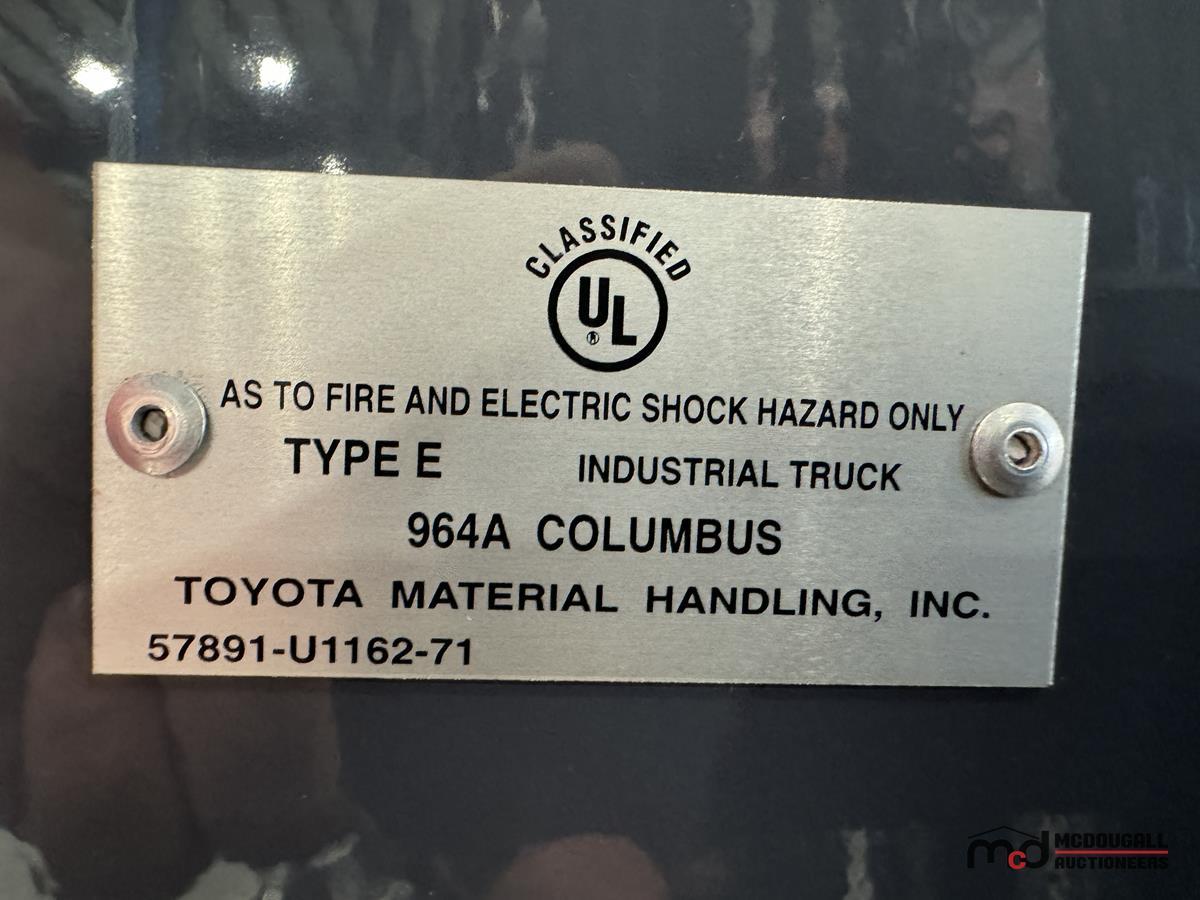 CLASSIFIED
UL
®
AS TO FIRE AND ELECTRIC SHOCK HAZARD ONLY
TYPE E INDUSTRIAL TRUCK
964A COLUMBUS
TOYOTA MATERIAL HANDLING, INC.
57891-U1162-71
mcd MCDOUGALL
AUCTIONEERS